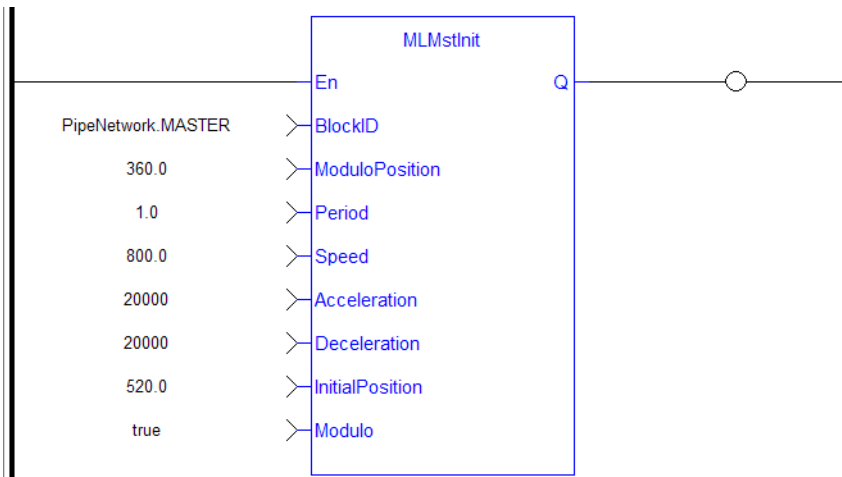 MLMstInit
En Q
PipeNetwork.MASTER BlockID
360.0 ModuloPosition
1.0 Period
800.0 Speed
20000 Acceleration
20000 Deceleration
520.0 InitialPosition
true Modulo